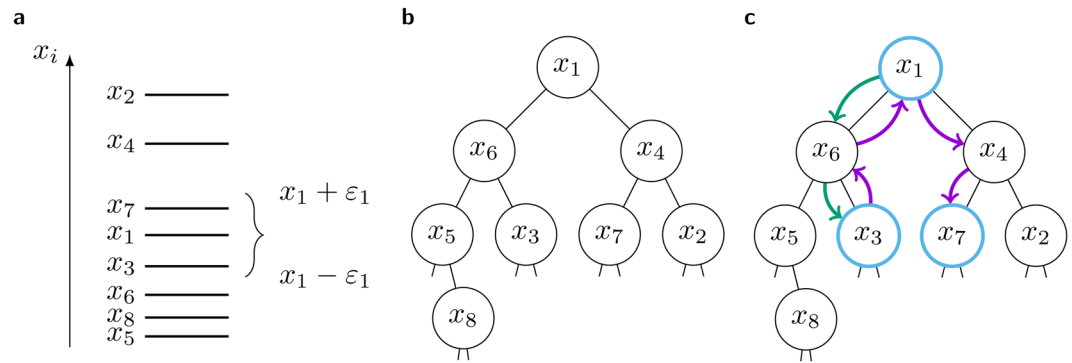 a
x_i
x_2
x_4
x_7
x_1
x_3
x_6
x_8
x_5
x_1 + ε_1
x_1 − ε_1
b
x_1
x_6
x_4
x_5
x_3
x_7
x_2
x_8
c
x_1
x_6
x_4
x_5
x_3
x_7
x_2
x_8